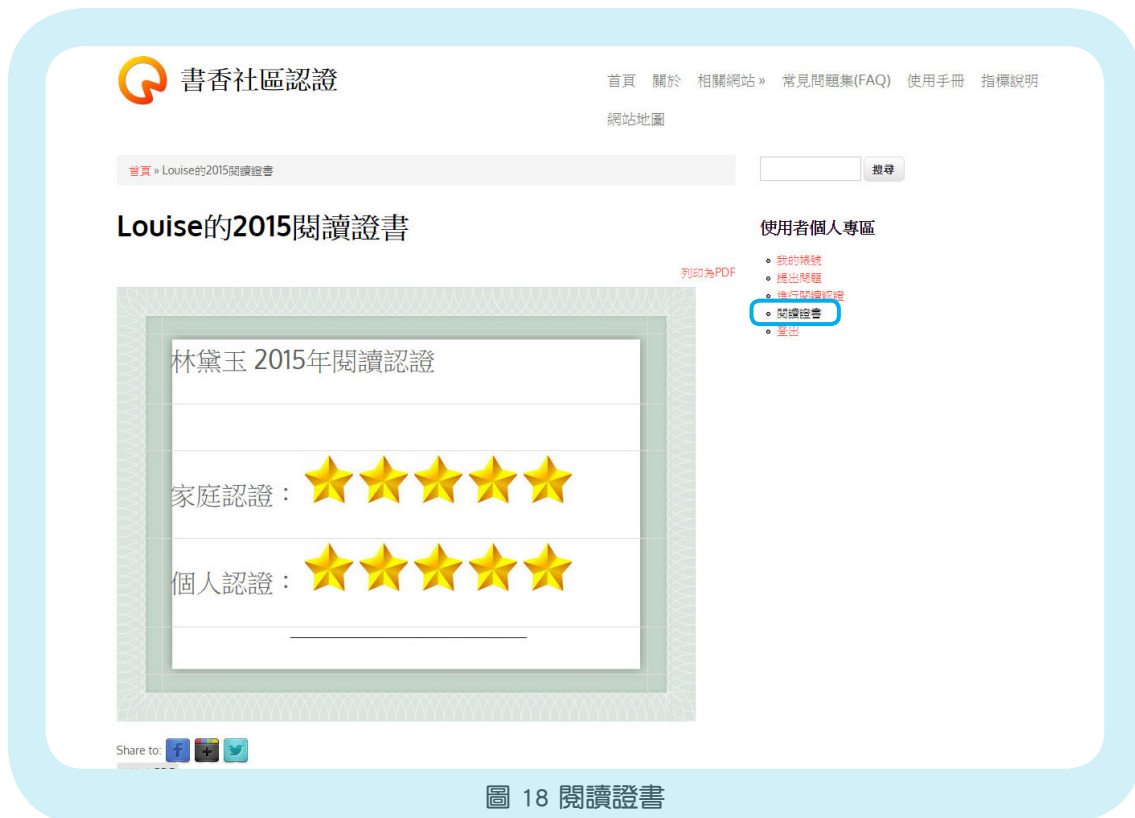 書香社區認證
首頁 關於 相關網站» 常見問題集(FAQ) 使用手冊 指標說明
網站地圖
首頁 » Louise的2015閱讀證書
搜尋
Louise的2015閱讀證書
列印為PDF
林黛玉 2015年閱讀認證
家庭認證：
個人認證：
Share to:
使用者個人專區
我的帳號
提出問題
進行閱讀認證
閱讀證書
登出
圖 18 閱讀證書